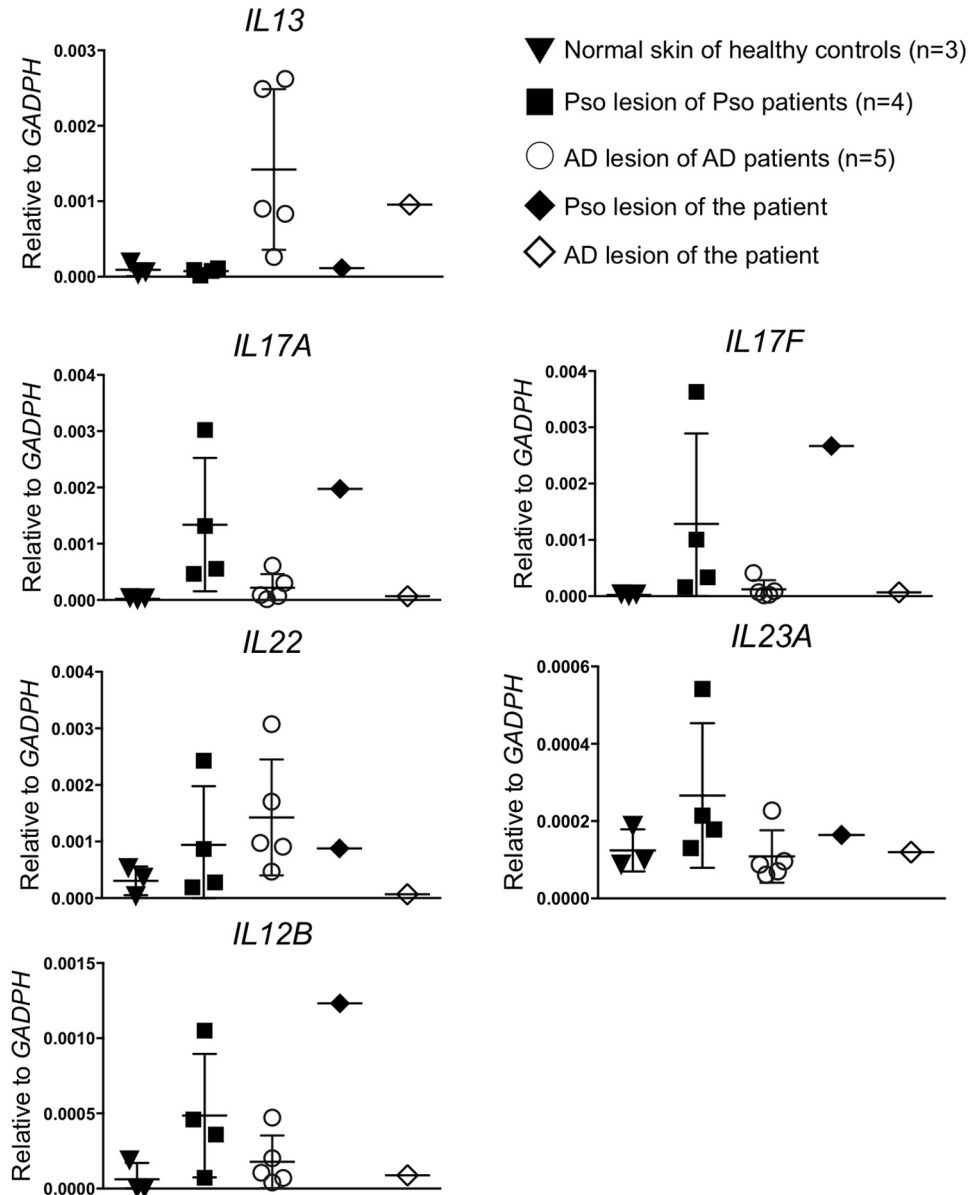 IL13
Relative to GADPH
0.003
0.002
0.001
0.000
Normal skin of healthy controls (n=3)
Pso lesion of Pso patients (n=4)
AD lesion of AD patients (n=5)
Pso lesion of the patient
AD lesion of the patient
IL17A
Relative to GADPH
0.004
0.003
0.002
0.001
0.000
IL17F
Relative to GADPH
0.004
0.003
0.002
0.001
0.000
IL22
Relative to GADPH
0.004
0.003
0.002
0.001
0.000
IL23A
Relative to GADPH
0.0006
0.0004
0.0002
0.0000
IL12B
Relative to GADPH
0.0015
0.0010
0.0005
0.0000